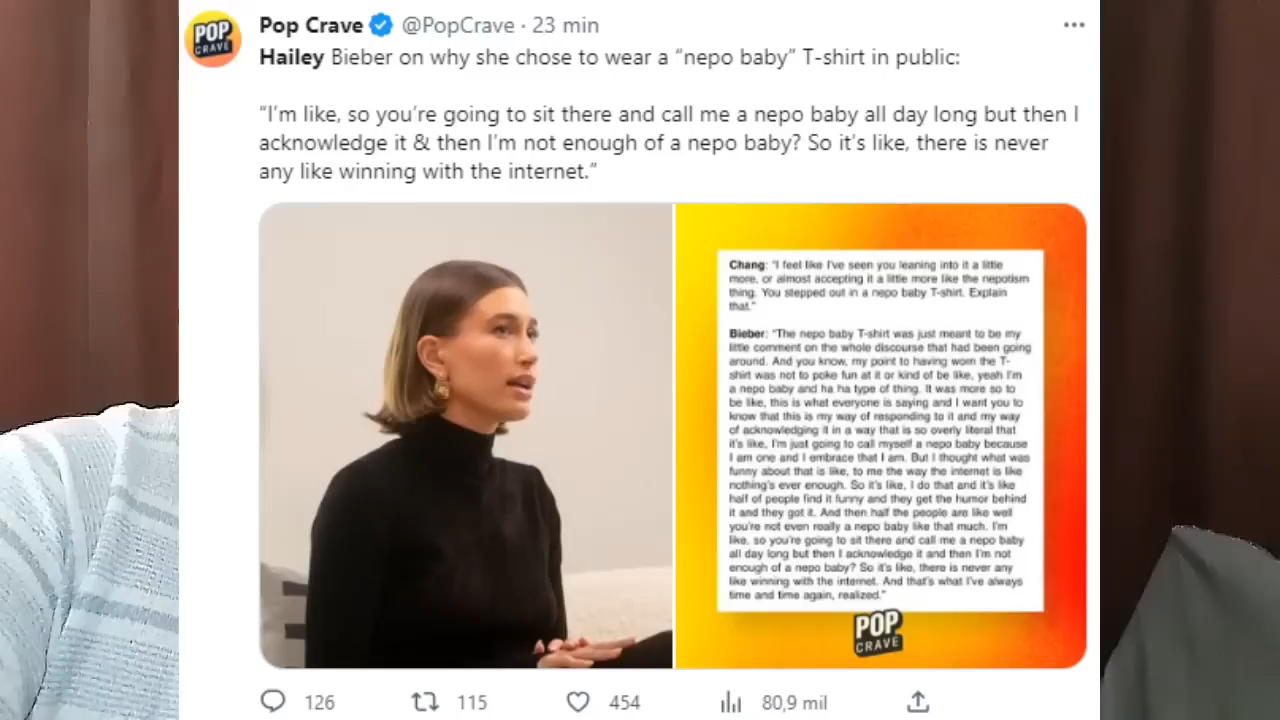 POP
CRAVE
Pop Crave @PopCrave · 23 min
Hailey Bieber on why she chose to wear a “nepo baby” T-shirt in public:
“I’m like, so you’re going to sit there and call me a nepo baby all day long but then I
acknowledge it & then I’m not enough of a nepo baby? So it’s like, there is never
any like winning with the internet.”
Chang: "I feel like I've seen you leaning into it a little
more, or almost accepting it a little more like the nepotism
thing. You stepped out in a nepo baby T-shirt. Explain
that."
Bieber: "The nepo baby T-shirt was just meant to be my
little comment on the whole discourse that had been going
around. And you know, my point to having worn the T-
shirt was not to poke fun at it or kind of be like, yeah I'm
a nepo baby and ha ha type of thing. It was more so to
be like, this is what everyone is saying and I want you to
know that this is my way of responding to it and my way
of acknowledging it in a way that is so overly literal that
it's like, I'm just going to call myself a nepo baby because
I am one and I embrace that I am. But I thought what was
funny about that is like, to me the way the internet is like
nothing's ever enough. So it's like, I do that and it's like
half of people find it funny and they get the humor behind
it and they got it. And then half the people are like well
you're not even really a nepo baby like that much. I'm
like, so you're going to sit there and call me a nepo baby
all day long but then I acknowledge it and then I'm not
enough of a nepo baby? So it's like, there is never any
like winning with the internet. And that's what I've always
time and time again, realized."
POP
CRAVE
126 115 454 80,9 mil